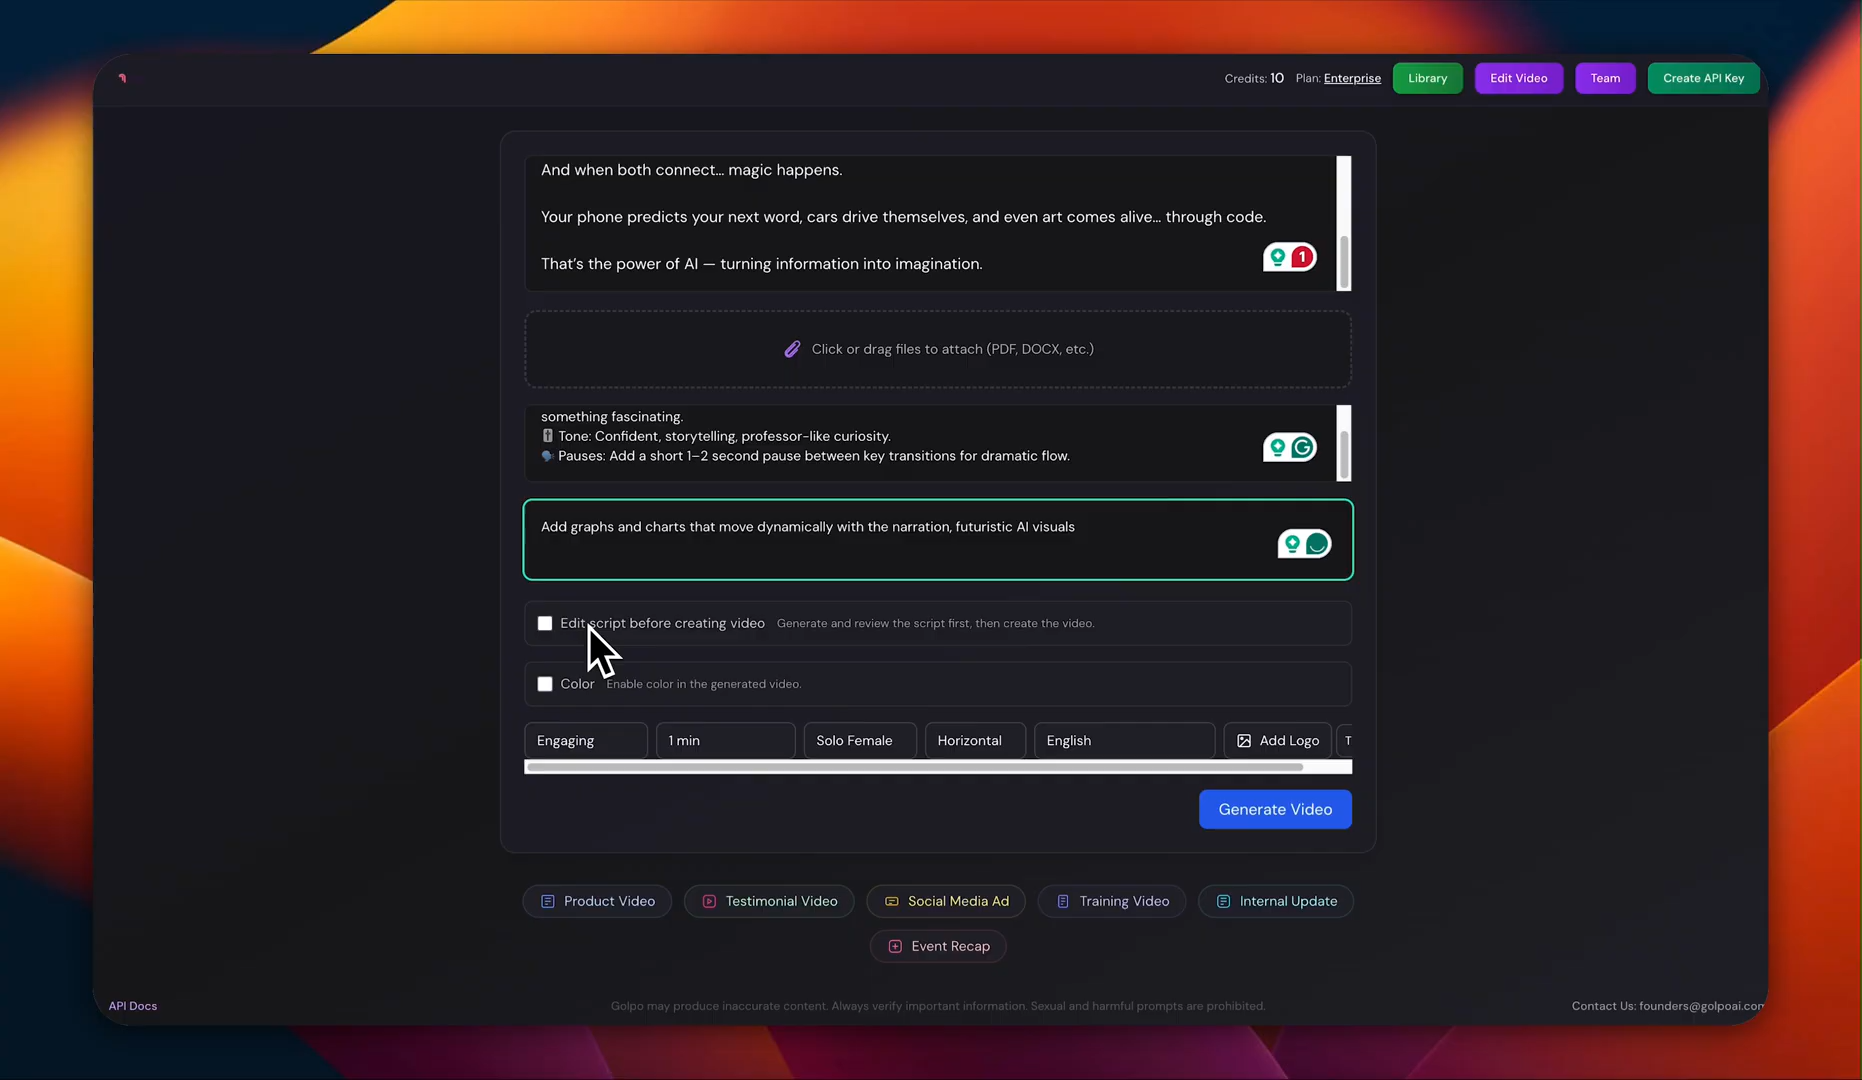 Credits: 10 Plan: Enterprise Library Edit Video Team Create API Key
And when both connect... magic happens.
Your phone predicts your next word, cars drive themselves, and even art comes alive... through code.
That's the power of AI — turning information into imagination.
1
Click or drag files to attach (PDF, DOCX, etc.)
something fascinating.
Tone: Confident, storytelling, professor-like curiosity.
Pauses: Add a short 1–2 second pause between key transitions for dramatic flow.
Add graphs and charts that move dynamically with the narration, futuristic AI visuals
Edit script before creating video Generate and review the script first, then create the video.
Color Enable color in the generated video.
Engaging 1 min Solo Female Horizontal English Add Logo T
Generate Video
Product Video Testimonial Video Social Media Ad Training Video Internal Update
Event Recap
API Docs Golpo may produce inaccurate content. Always verify important information. Sexual and harmful prompts are prohibited. Contact Us: founders@golpoai.com